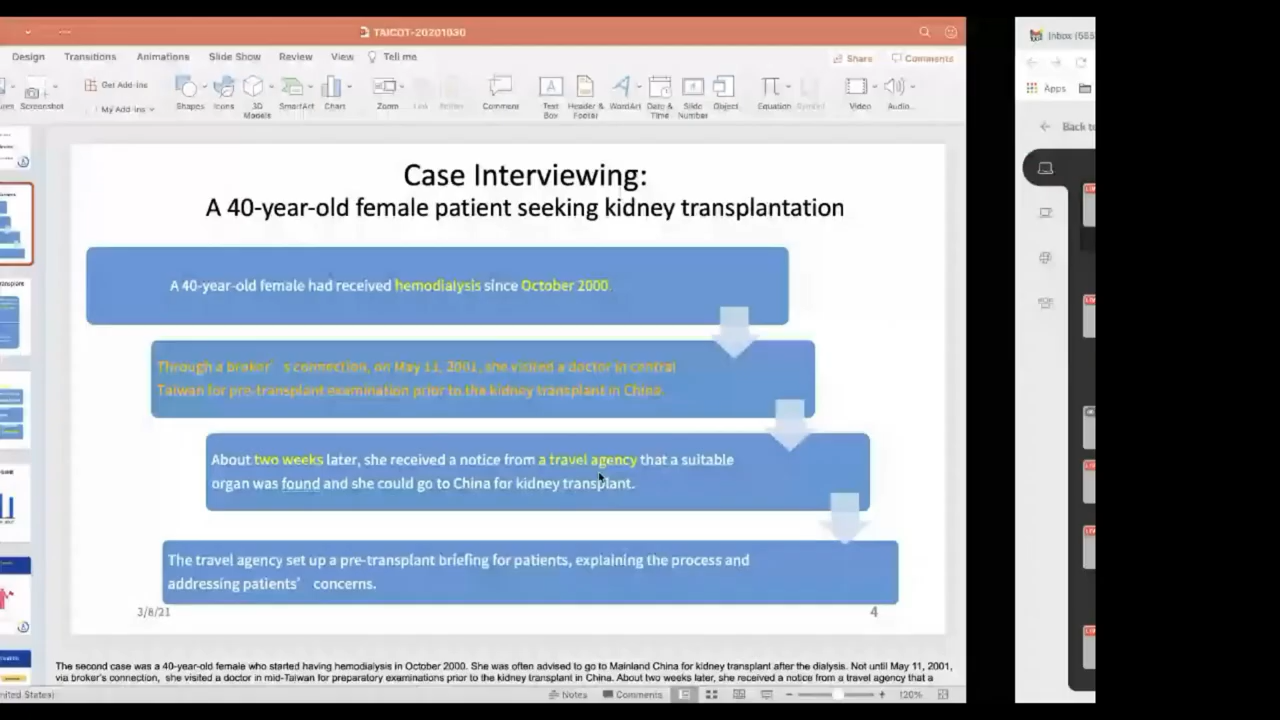 TAICOT-20201030
Inbox (555
Design Transitions Animations Slide Show Review View Tell me
Share Comments
Get Add-ins
My Add-ins
Screenshot Shapes Icons 3D Models SmartArt Chart Zoom Comment Text Box Header & Footer WordArt Date & Time Slide Number Object Equation Video Audio
Apps
Back to
Case Interviewing:
A 40-year-old female patient seeking kidney transplantation
A 40-year-old female had received hemodialysis since October 2000.
Through a broker's connection, on May 11, 2001, she visited a doctor in central
Taiwan for pre-transplant examination prior to the kidney transplant in China.
About two weeks later, she received a notice from a travel agency that a suitable
organ was found and she could go to China for kidney transplant.
The travel agency set up a pre-transplant briefing for patients, explaining the process and
addressing patients' concerns.
3/8/21
4
The second case was a 40-year-old female who started having hemodialysis in October 2000. She was often advised to go to Mainland China for kidney transplant after the dialysis. Not until May 11, 2001,
via broker's connection, she visited a doctor in mid-Taiwan for preparatory examinations prior to the kidney transplant in China. About two weeks later, she received a notice from a travel agency that a
nited States)
Notes Comments
120%